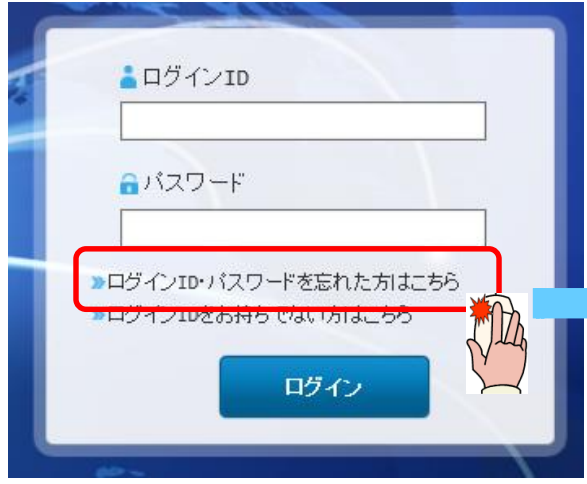 ログインID
パスワード
»ログインID・パスワードを忘れた方はこちら
»ログインIDをお持ちでない方はこちら
ログイン